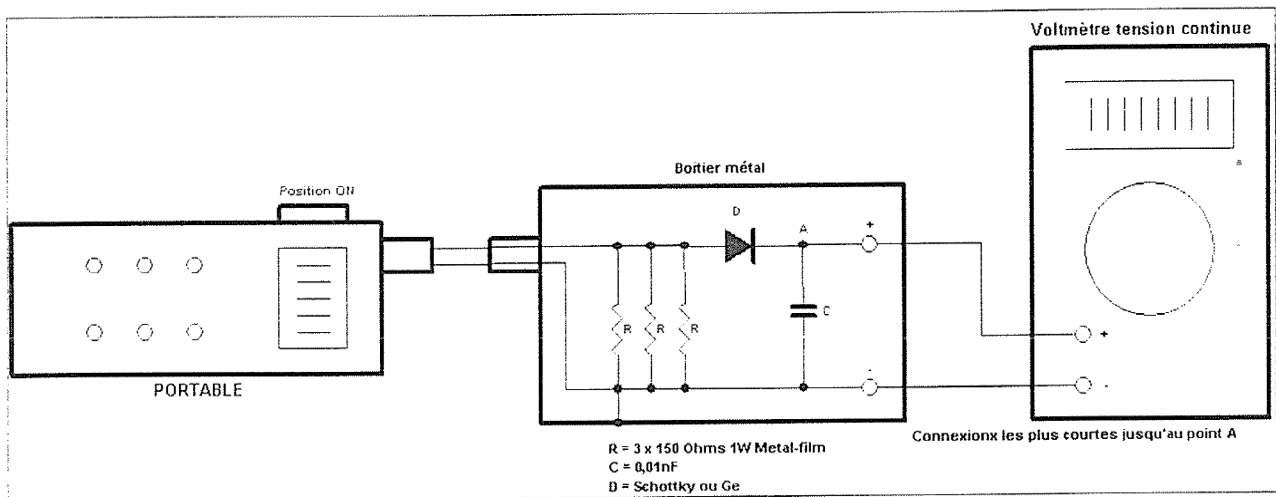 Voltmètre tension continue
Boitier métal
Position ON
D
A
+
R
R
R
C
+
-
-
PORTABLE
Connexionx les plus courtes jusqu'au point A
R = 3 x 150 Ohms 1W Metal-film
C = 0,01nF
D = Schottky ou Ge